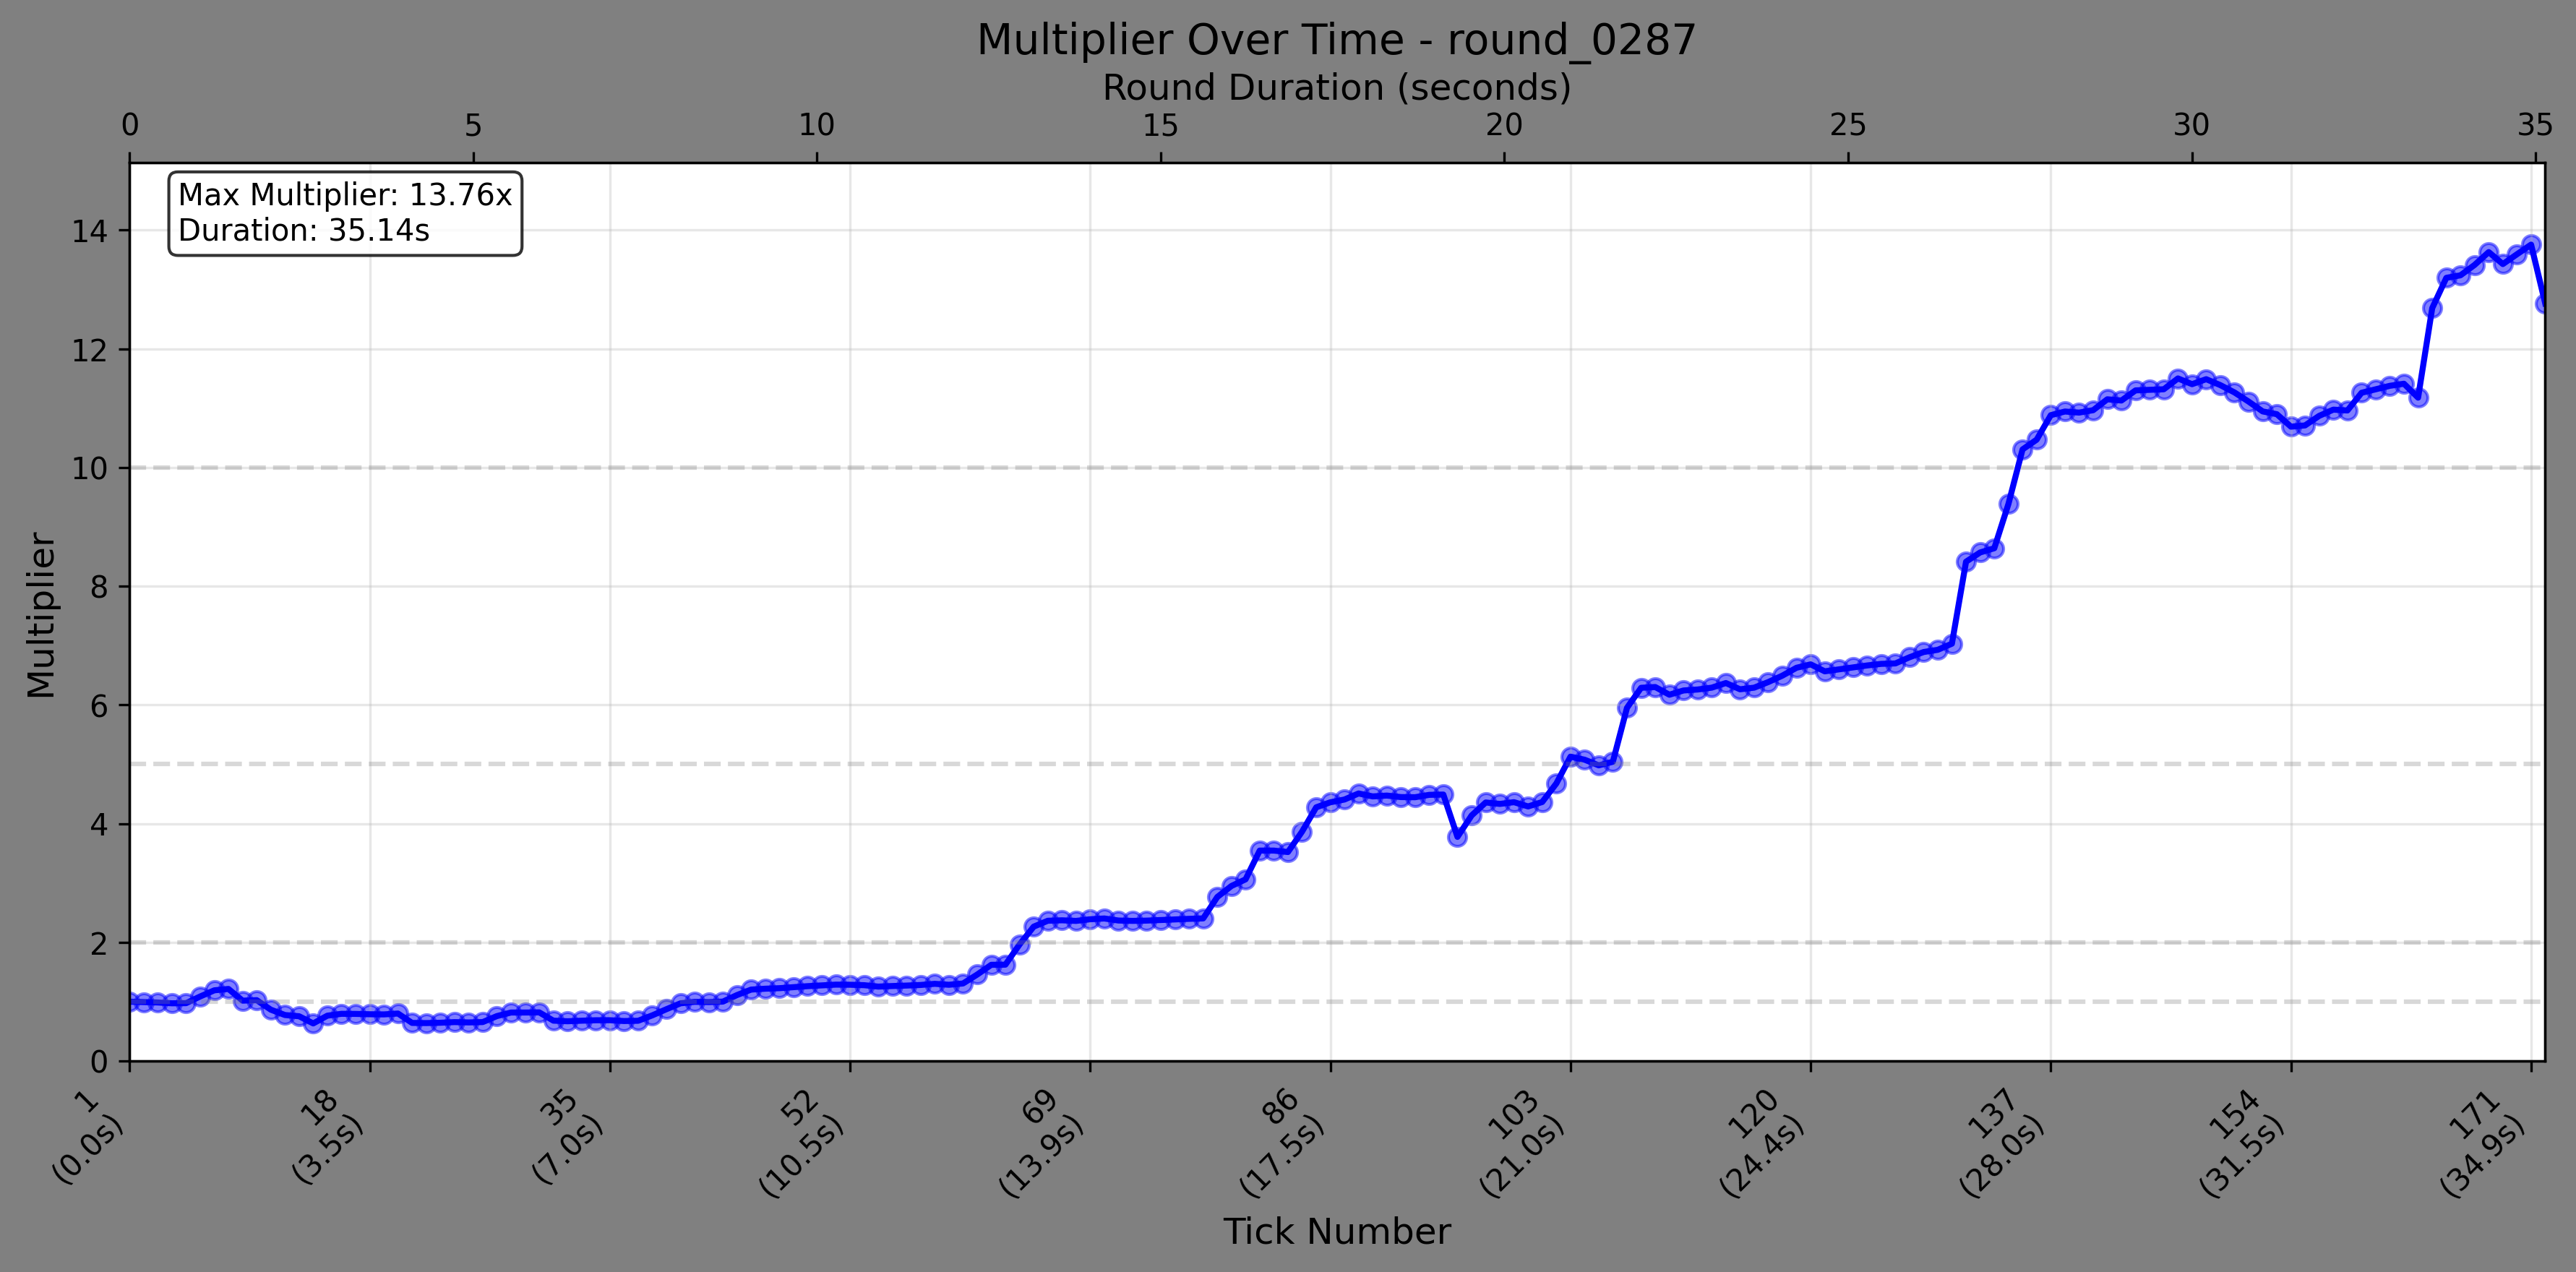 Multiplier Over Time - round_0287
Round Duration (seconds)
0 5 10 15 20 25 30 35
Max Multiplier: 13.76x
Duration: 35.14s
Multiplier
14
12
10
8
6
4
2
0
1
(0.0s)
18
(3.5s)
35
(7.0s)
52
(10.5s)
69
(13.9s)
86
(17.5s)
103
(21.0s)
120
(24.4s)
137
(28.0s)
154
(31.5s)
171
(34.9s)
Tick Number